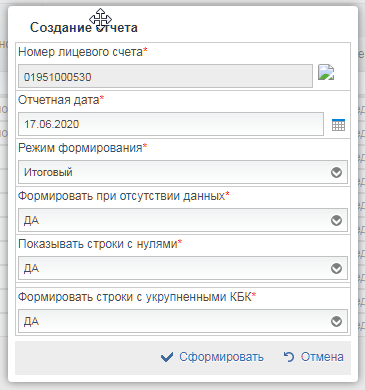 Создание отчета
Номер лицевого счета*
01951000530
Отчетная дата*
17.06.2020
Режим формирования*
Итоговый
Формировать при отсутствии данных*
ДА
Показывать строки с нулями*
ДА
Формировать строки с укрупненными КБК*
ДА
Сформировать Отмена